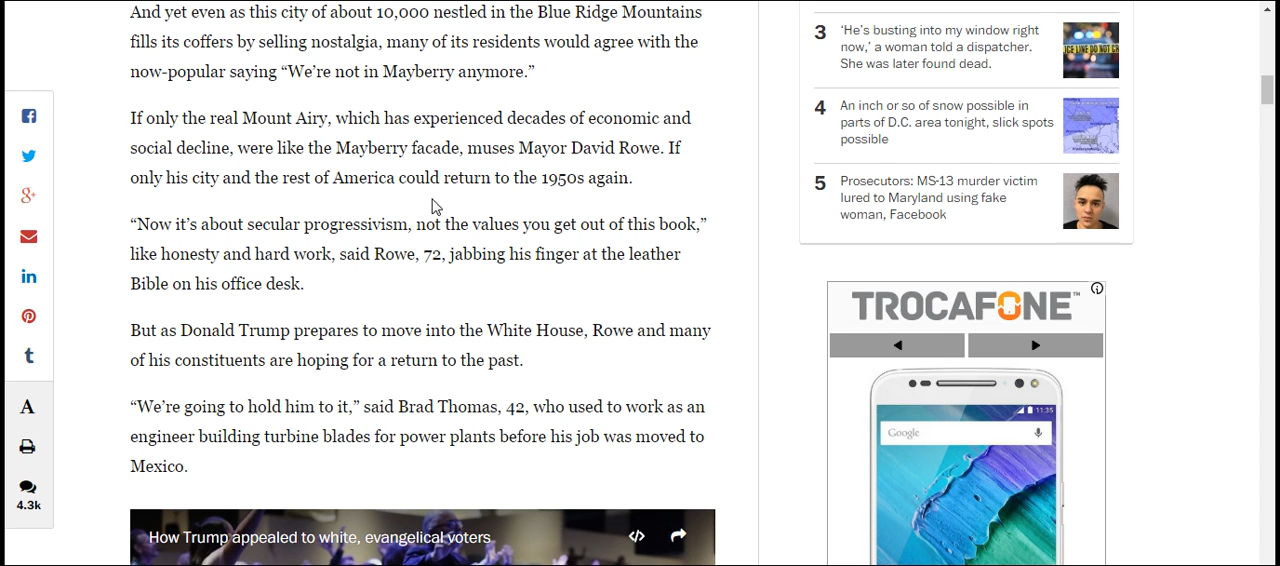 And yet even as this city of about 10,000 nestled in the Blue Ridge Mountains
fills its coffers by selling nostalgia, many of its residents would agree with the
now-popular saying “We’re not in Mayberry anymore.”
If only the real Mount Airy, which has experienced decades of economic and
social decline, were like the Mayberry facade, muses Mayor David Rowe. If
only his city and the rest of America could return to the 1950s again.
“Now it’s about secular progressivism, not the values you get out of this book,”
like honesty and hard work, said Rowe, 72, jabbing his finger at the leather
Bible on his office desk.
But as Donald Trump prepares to move into the White House, Rowe and many
of his constituents are hoping for a return to the past.
“We’re going to hold him to it,” said Brad Thomas, 42, who used to work as an
engineer building turbine blades for power plants before his job was moved to
Mexico.
How Trump appealed to white, evangelical voters
A
4.3k
3
‘He’s busting into my window right
now,’ a woman told a dispatcher.
She was later found dead.
ICE LINE DO NOT C
4
An inch or so of snow possible in
parts of D.C. area tonight, slick spots
possible
5
Prosecutors: MS-13 murder victim
lured to Maryland using fake
woman, Facebook
TROCAFONE™
11:35
Google